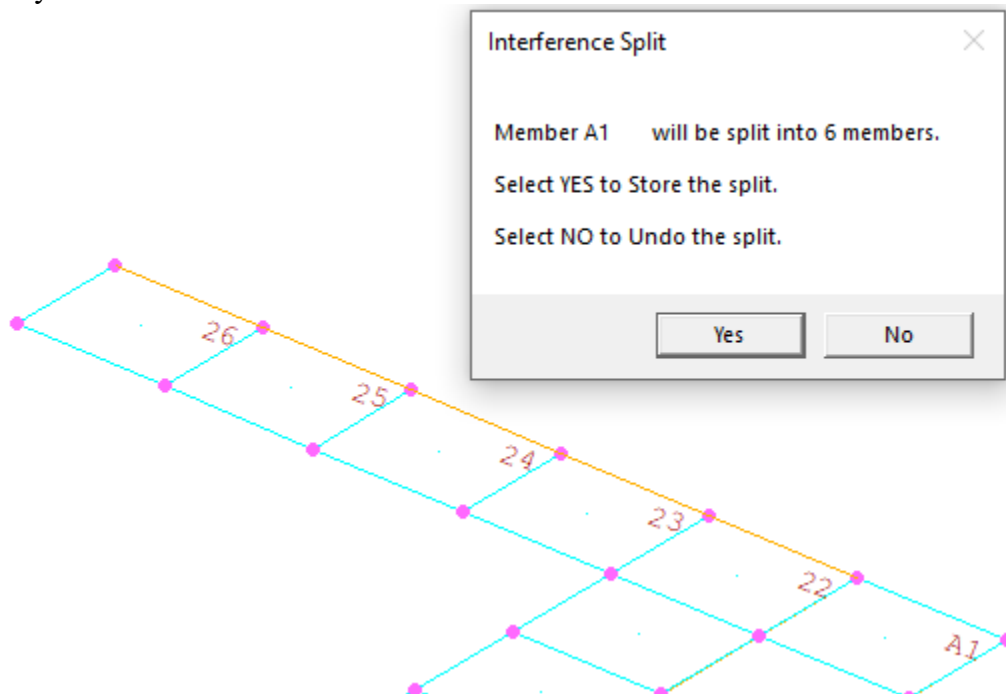 Interference Split
Member A1 will be split into 6 members.
Select YES to Store the split.
Select NO to Undo the split.
Yes No
26
25
24
23
22
A1